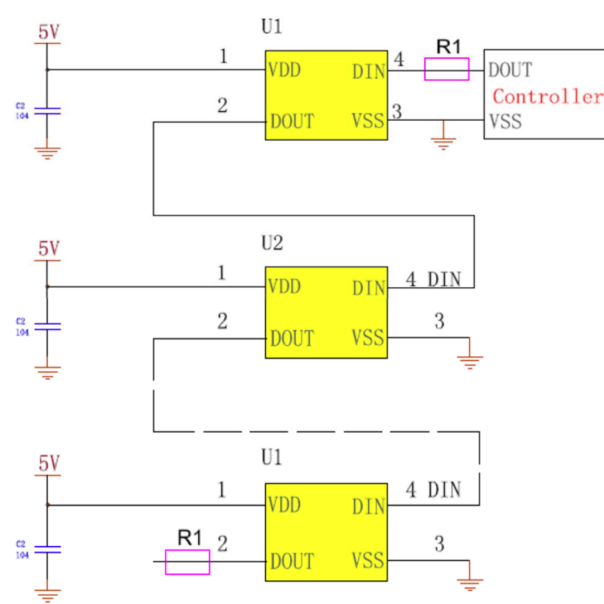 U1
5V
1
VDD
DIN
4
R1
DOUT
Controller
C2
104
2
DOUT
VSS
3
VSS
U2
5V
1
VDD
DIN
4 DIN
C2
104
2
DOUT
VSS
3
U1
5V
1
VDD
DIN
4 DIN
C2
104
R1
2
DOUT
VSS
3